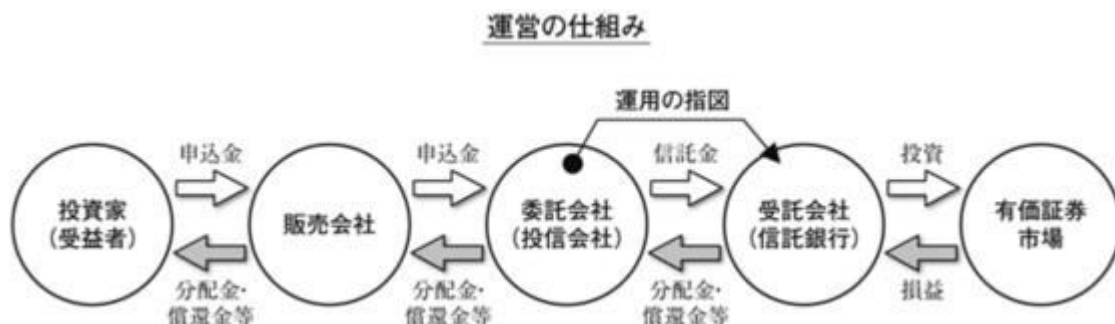 運営の仕組み
運用の指図
申込金
申込金
信託金
投資
投資家
(受益者)
販売会社
委託会社
(投信会社)
受託会社
(信託銀行)
有価証券
市場
分配金・
償還金等
分配金・
償還金等
分配金・
償還金等
損益